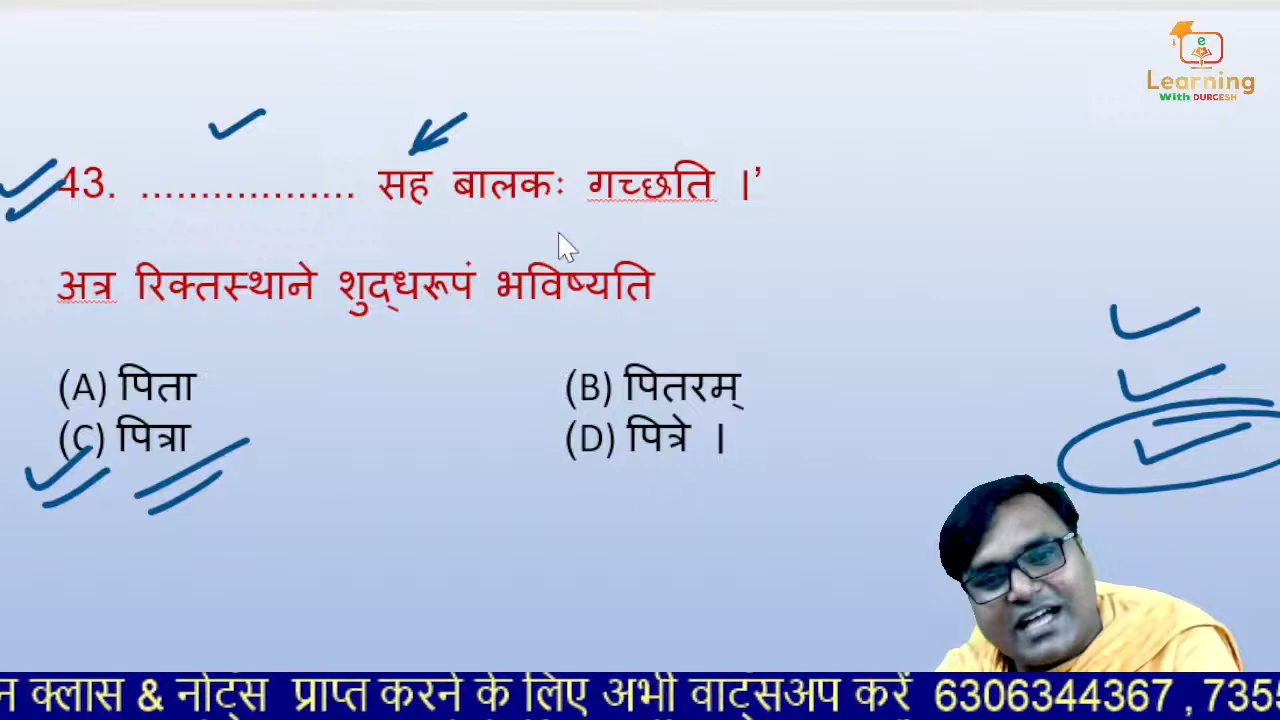 e
Learning
With DURGESH
43. .................. सह बालकः गच्छति ।’
अत्र रिक्तस्थाने शुद्धरूपं भविष्यति
(A) पिता (B) पितरम्
(C) पित्रा (D) पित्रे ।
न क्लास & नोट्स प्राप्त करने के लिए अभी वाट्सअप करें 6306344367 , 735